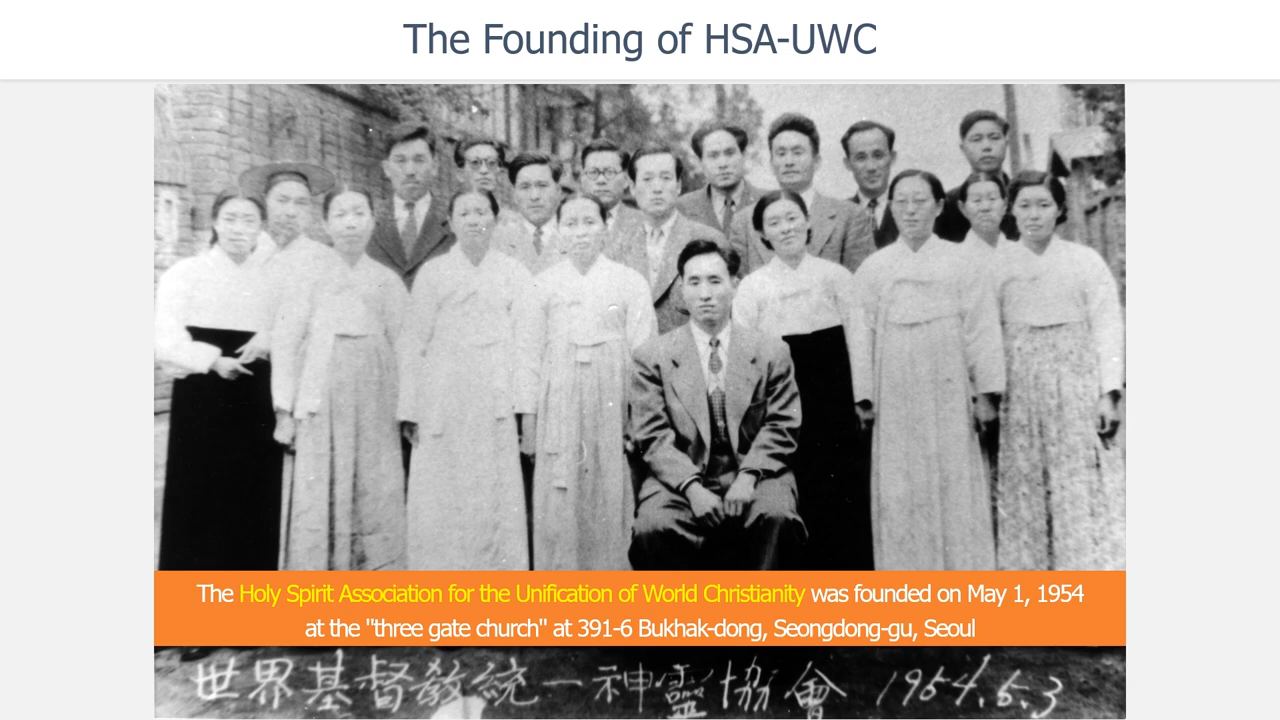 The Founding of HSA-UWC
The Holy Spirit Association for the Unification of World Christianity was founded on May 1, 1954
at the "three gate church" at 391-6 Bukhak-dong, Seongdong-gu, Seoul
世界基督教統一神靈協會 1954.5.3